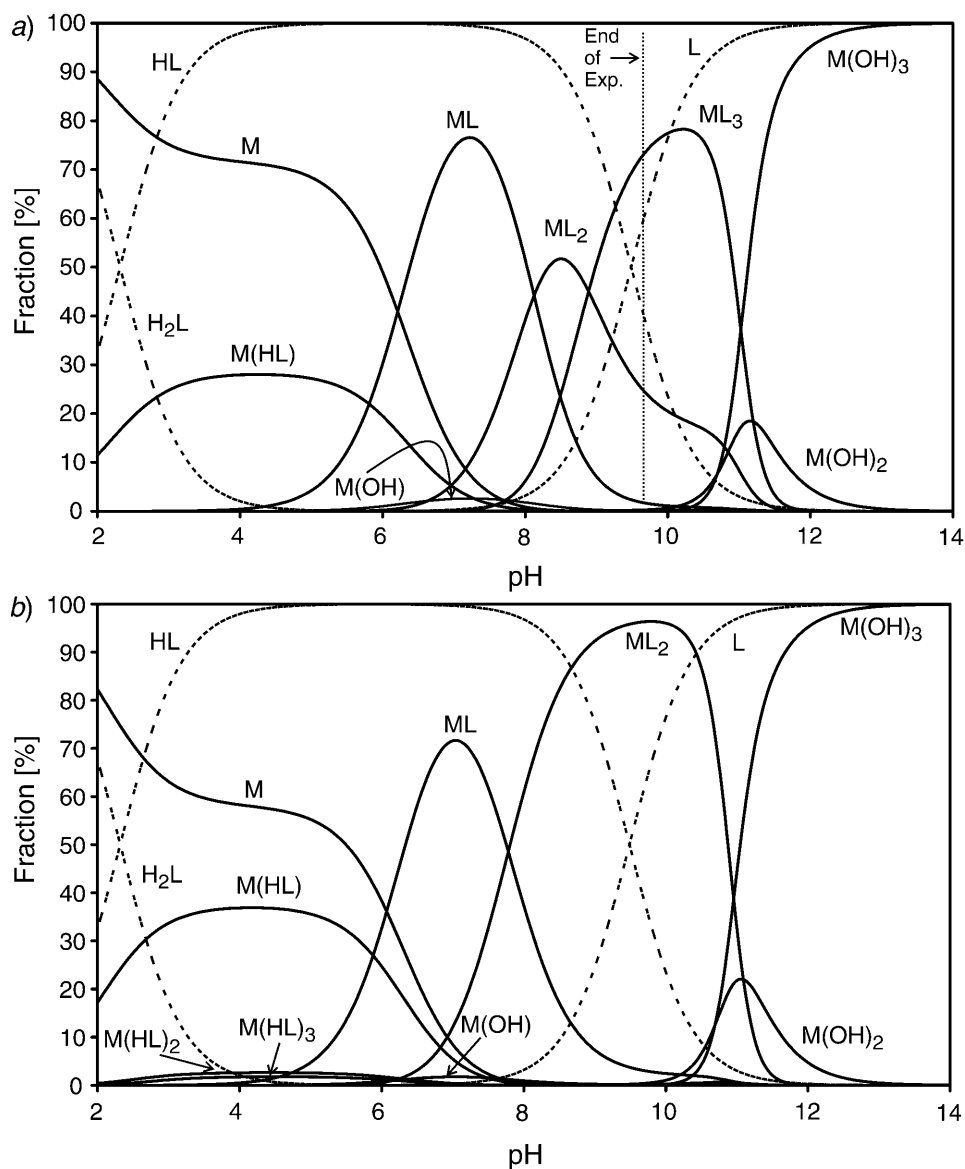 a)
100
90
80
70
60
50
40
30
20
10
0
Fraction [%]
HL
M
H₂L
M(HL)
M(OH)
ML
ML₂
End
of
Exp.
L
ML₃
M(OH)₃
M(OH)₂
2 4 6 8 10 12 14
pH
b)
100
90
80
70
60
50
40
30
20
10
0
Fraction [%]
HL
M
H₂L
M(HL)
M(HL)₂
M(HL)₃
ML
M(OH)
ML₂
L
M(OH)₃
M(OH)₂
2 4 6 8 10 12 14
pH